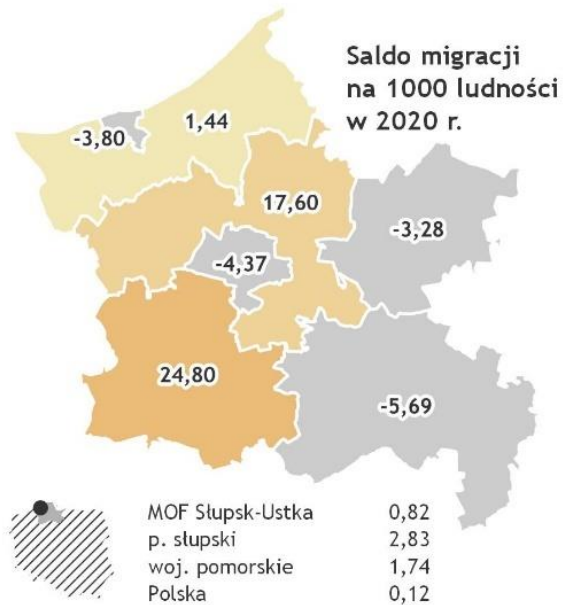 Saldo migracji
na 1000 ludności
w 2020 r.
-3,80
1,44
17,60
-3,28
-4,37
24,80
-5,69
MOF Słupsk-Ustka 0,82
p. słupski 2,83
woj. pomorskie 1,74
Polska 0,12